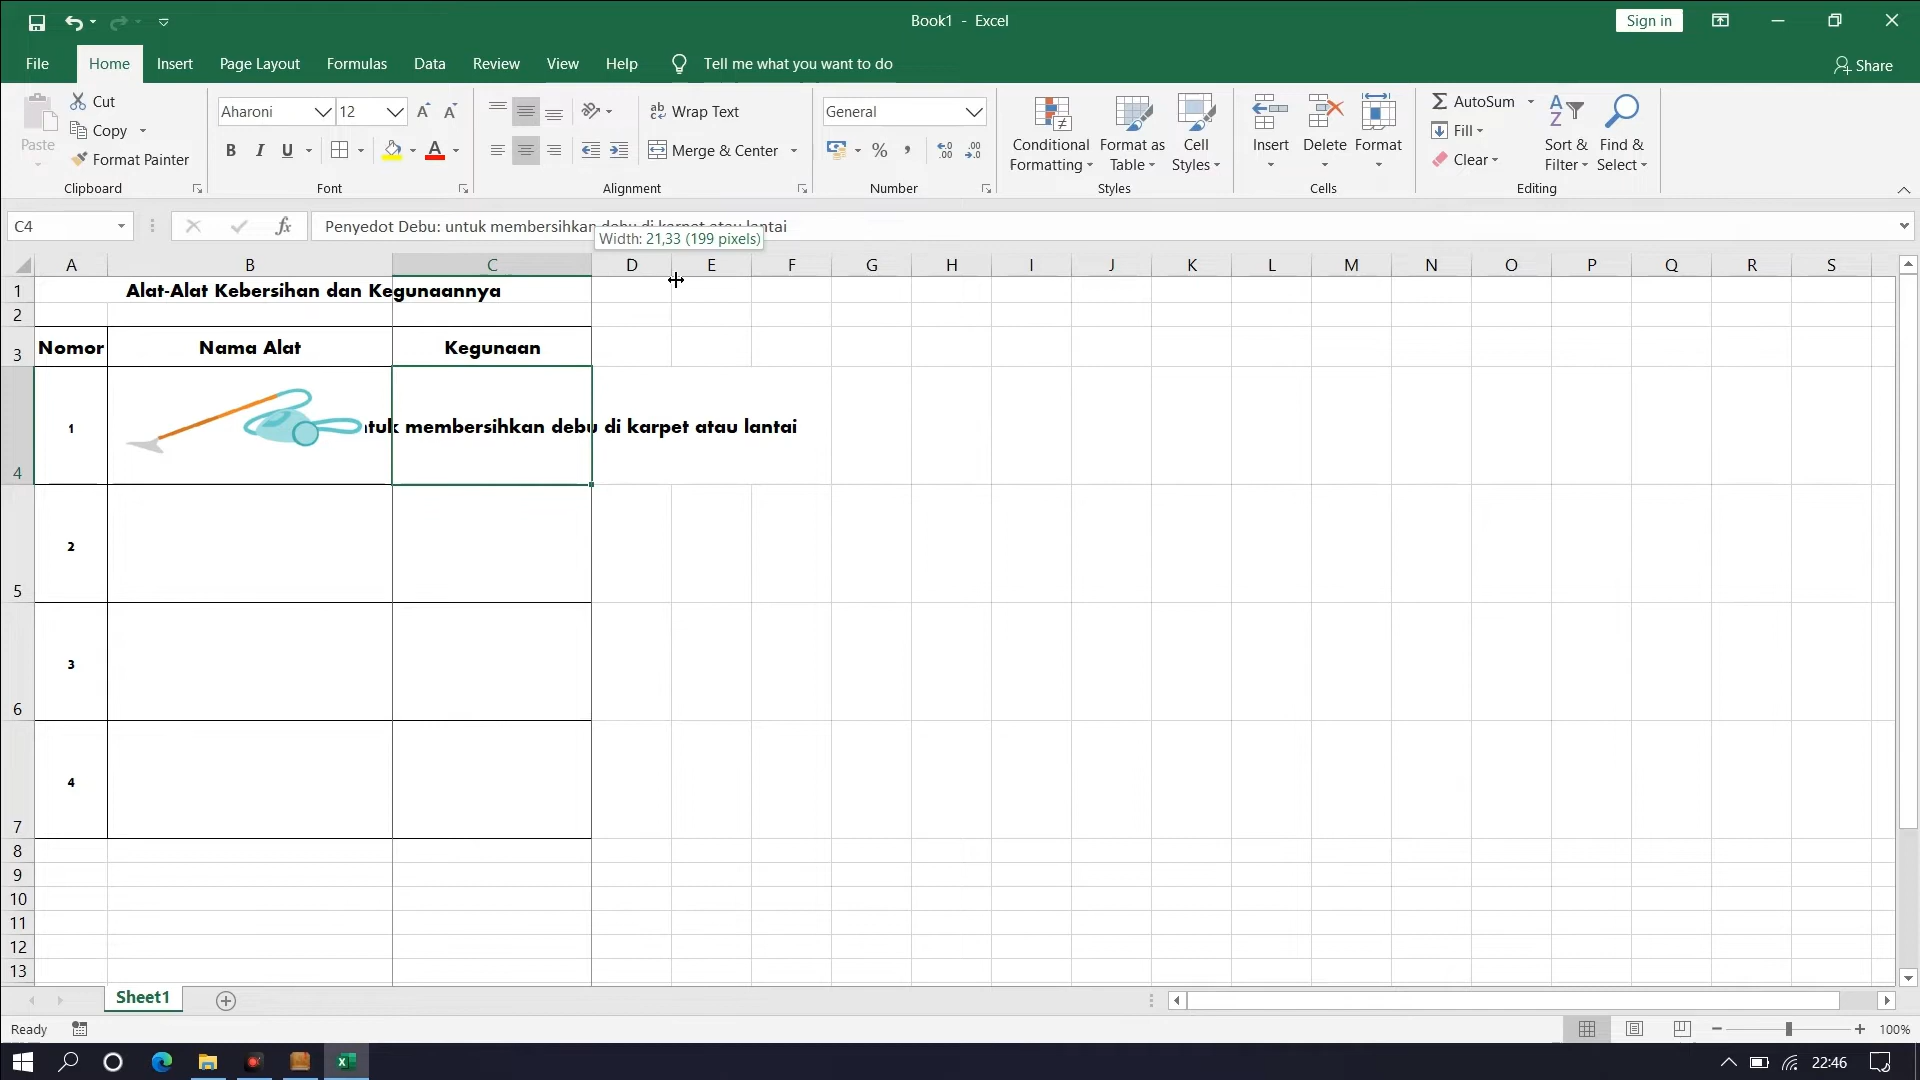 Book1 - Excel
Sign in
File Home Insert Page Layout Formulas Data Review View Help Tell me what you want to do Share
Paste
Cut
Copy
Format Painter
Clipboard
Aharoni 12
B I U
Font
ab Wrap Text
Merge & Center
Alignment
General
% ,
Number
Conditional Formatting
Format as Table
Cell Styles
Styles
Insert
Delete
Format
Cells
AutoSum
Fill
Clear
Sort & Filter
Find & Select
Editing
C4
fx
Penyedot Debu: untuk membersihkan debu di karpet atau lantai
Width: 21,33 (199 pixels)
A B C D E F G H I J K L M N O P Q R S
1 Alat-Alat Kebersihan dan Kegunaannya
2
3 Nomor Nama Alat Kegunaan
4 1 tuk membersihkan debu di karpet atau lantai
5 2
6 3
7 4
8
9
10
11
12
13
Sheet1
Ready
100%
22:46